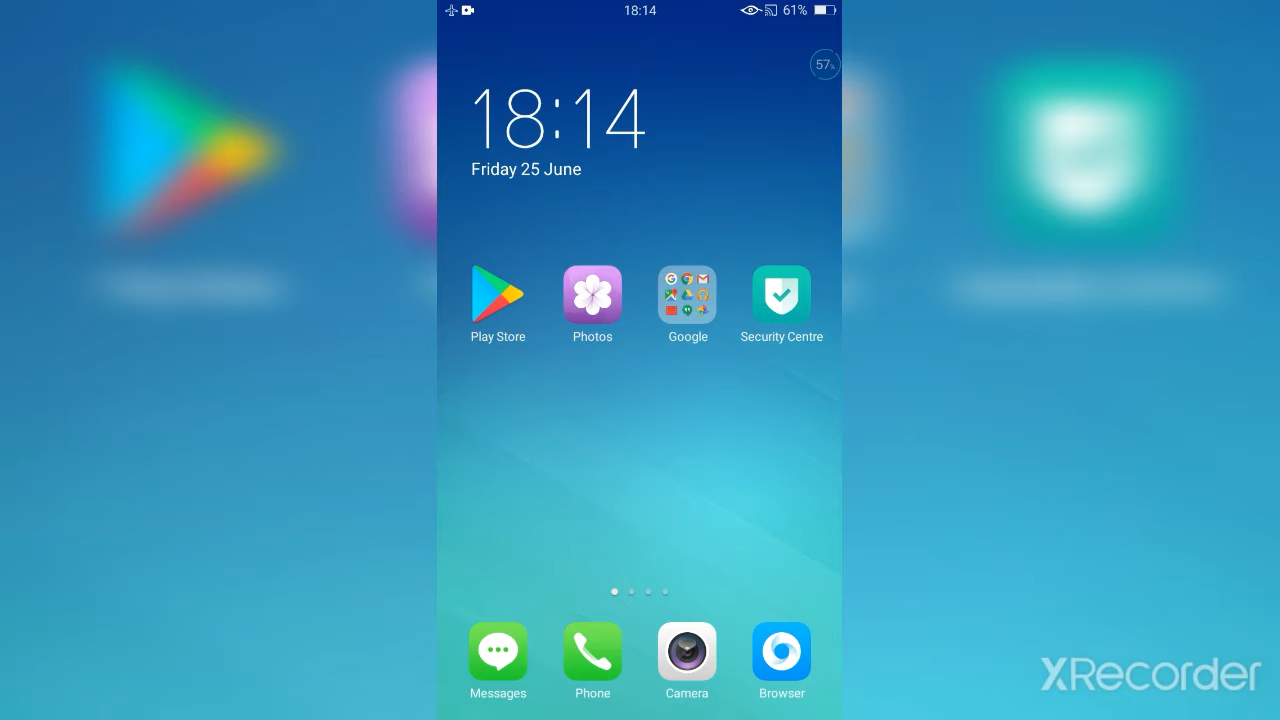 18:14
61%
57%
18:14
Friday 25 June
Play Store
Photos
Google
Security Centre
Messages
Phone
Camera
Browser
XRecorder